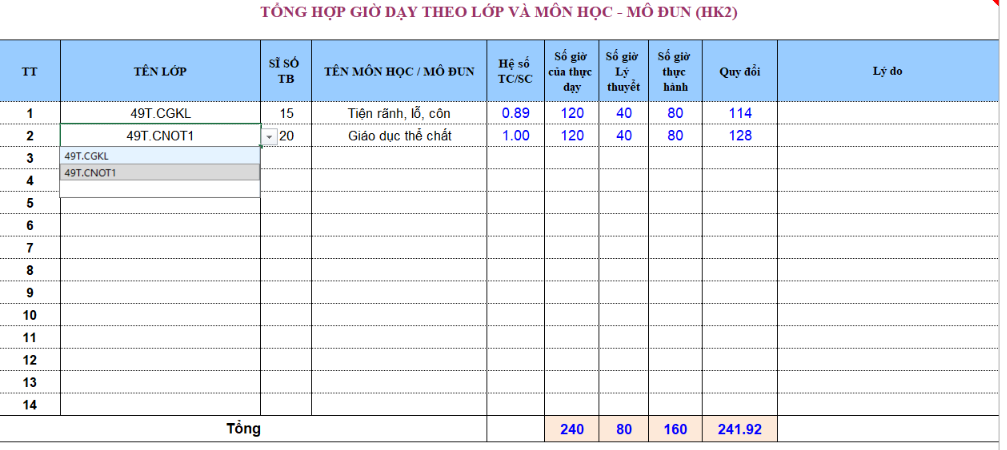 TỔNG HỢP GIỜ DẠY THEO LỚP VÀ MÔN HỌC - MÔ ĐUN (HK2)
TT TÊN LỚP SĨ SỐ TB TÊN MÔN HỌC / MÔ ĐUN Hệ số TC/SC Số giờ của thực dạy Số giờ Lý thuyết Số giờ thực hành Quy đổi Lý do
1 49T.CGKL 15 Tiện rãnh, lỗ, côn 0.89 120 40 80 114
2 49T.CNOT1 20 Giáo dục thể chất 1.00 120 40 80 128
3 49T.CGKL
4 49T.CNOT1
5
6
7
8
9
10
11
12
13
14
Tổng 240 80 160 241.92